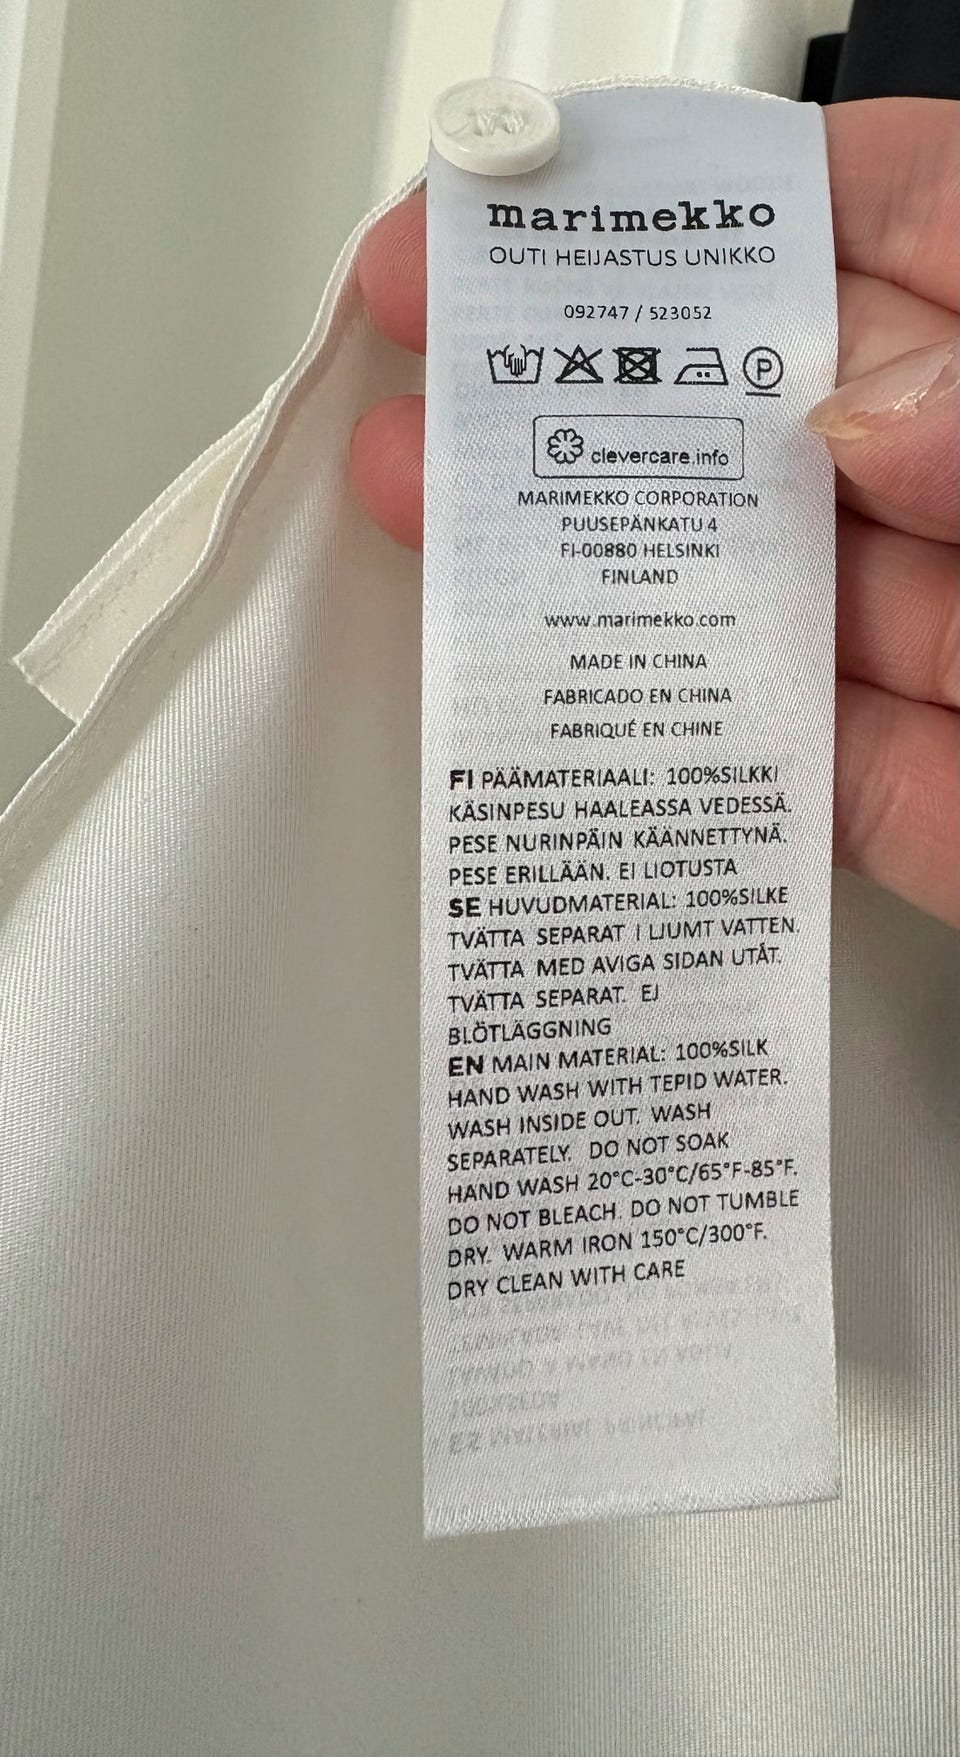 marimekko
OUTI HEIJASTUS UNIKKO
092747 / 523052
P
clevercare.info
MARIMEKKO CORPORATION
PUUSEPÄNKATU 4
FI-00880 HELSINKI
FINLAND
www.marimekko.com
MADE IN CHINA
FABRICADO EN CHINA
FABRIQUÉ EN CHINE
FI PÄÄMATERIAALI: 100%SILKKI
KÄSINPESU HAALEASSA VEDESSÄ.
PESE NURINPÄIN KÄÄNNETTYNÄ.
PESE ERILLÄÄN. EI LIOTUSTA
SE HUVUDMATERIAL: 100%SILKE
TVÄTTA SEPARAT I LJUMT VATTEN.
TVÄTTA MED AVIGA SIDAN UTÅT.
TVÄTTA SEPARAT. EJ
BLÖTLÄGGNING
EN MAIN MATERIAL: 100%SILK
HAND WASH WITH TEPID WATER.
WASH INSIDE OUT. WASH
SEPARATELY. DO NOT SOAK
HAND WASH 20°C-30°C/65°F-85°F.
DO NOT BLEACH. DO NOT TUMBLE
DRY. WARM IRON 150°C/300°F.
DRY CLEAN WITH CARE